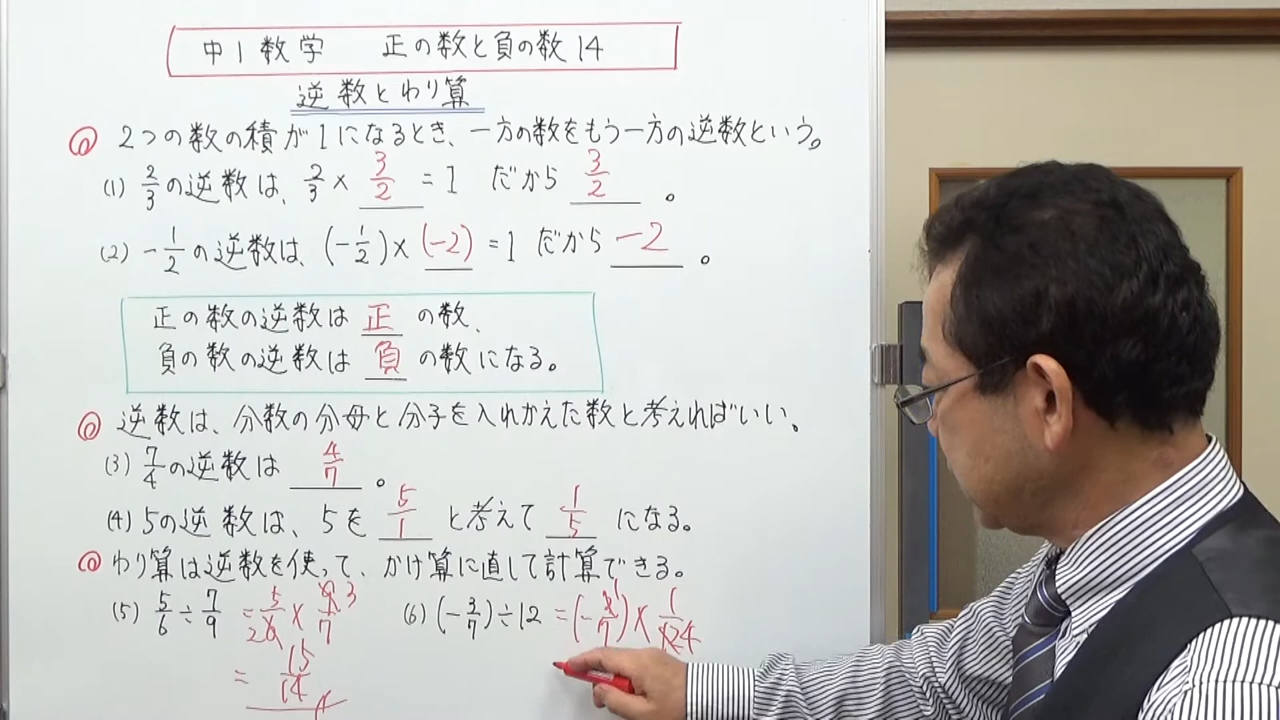 中1数学 正の数と負の数14
逆数とわり算
◎ 2つの数の積が1になるとき、一方の数をもう一方の逆数という。
(1) 2/3の逆数は、2/3 × 3/2 = 1 だから 3/2 。
(2) -1/2の逆数は、(-1/2) × (-2) = 1 だから -2 。
正の数の逆数は 正 の数、
負の数の逆数は 負 の数になる。
◎ 逆数は、分数の分母と分子を入れかえた数と考えればいい。
(3) 7/4の逆数は 4/7 。
(4) 5の逆数は、5を 5/1 と考えて 1/5 になる。
◎ わり算は逆数を使って、かけ算に直して計算できる。
(5) 5/6 ÷ 7/9 = 5/6 2 × 9/7 3 (6) (-3/7) ÷ 12 = (-3/7 1) × 1/12 4
= 15/14